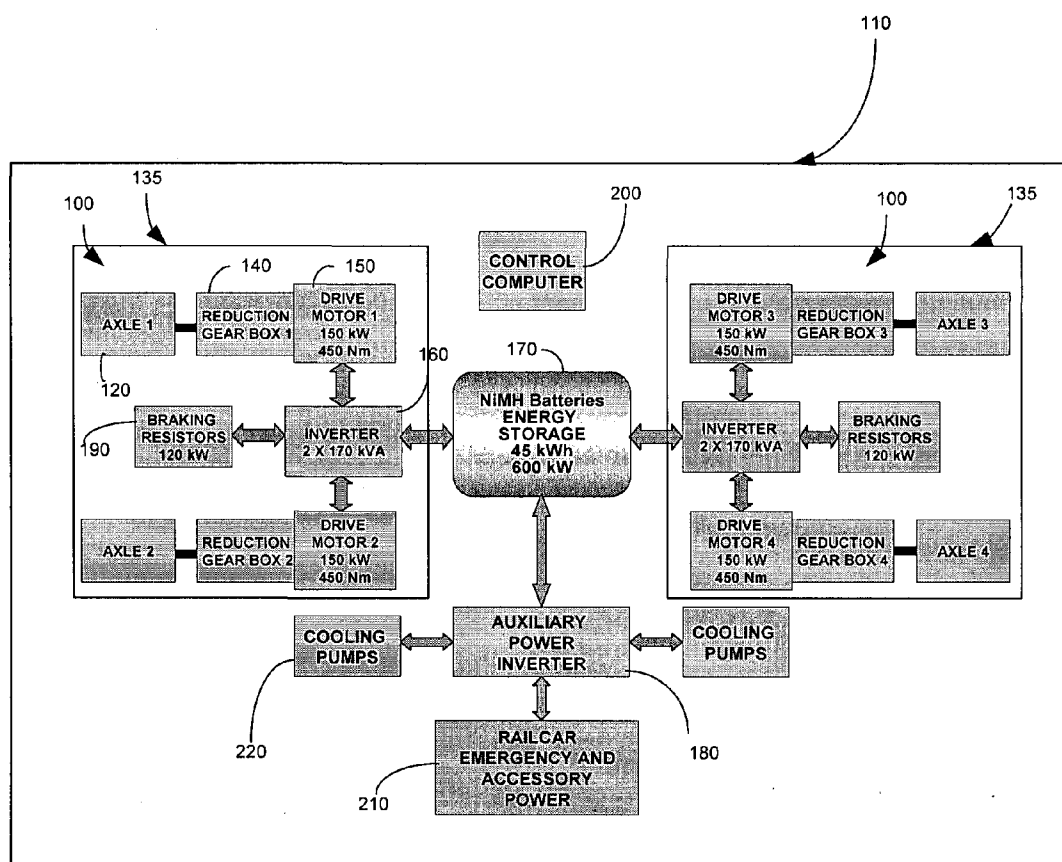 110
135
100
200
100
135
140
150
CONTROL
COMPUTER
AXLE 1
REDUCTION
GEAR BOX 1
DRIVE
MOTOR 1
150 kW
450 Nm
DRIVE
MOTOR 3
150 kW
450 Nm
REDUCTION
GEAR BOX 3
AXLE 3
120
160
170
190
BRAKING
RESISTORS
120 kW
INVERTER
2 X 170 kVA
NiMH Batteries
ENERGY
STORAGE
45 kWh
600 kW
INVERTER
2 X 170 kVA
BRAKING
RESISTORS
120 kW
AXLE 2
REDUCTION
GEAR BOX 2
DRIVE
MOTOR 2
150 kW
450 Nm
DRIVE
MOTOR 4
150 kW
450 Nm
REDUCTION
GEAR BOX 4
AXLE 4
COOLING
PUMPS
AUXILIARY
POWER
INVERTER
COOLING
PUMPS
220
180
RAILCAR
EMERGENCY AND
ACCESSORY
POWER
210